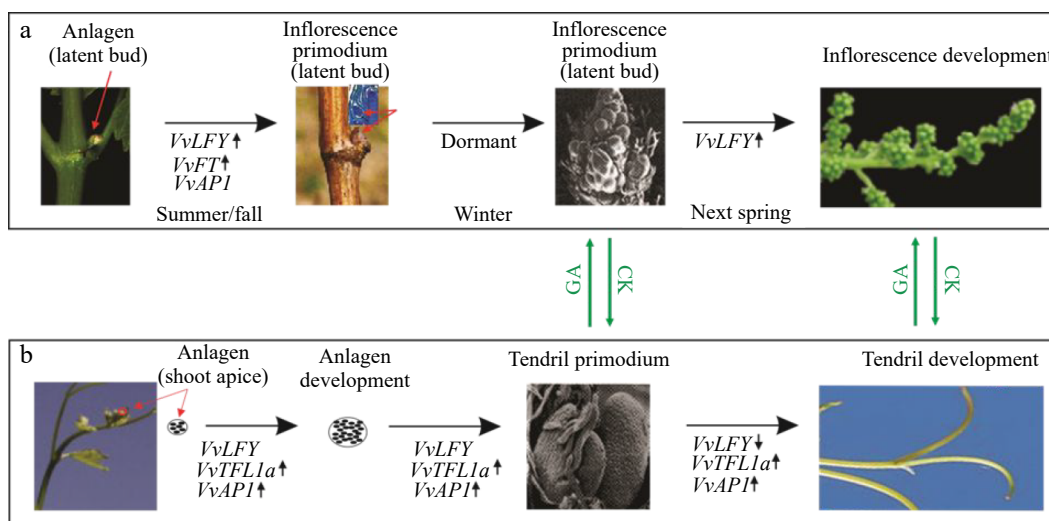 a
Anlagen
(latent bud)
Inflorescence
primodium
(latent bud)
Inflorescence
primodium
(latent bud)
Inflorescence development
VvLFY↑
VvFT↑
VvAP1
Summer/fall
Dormant
Winter
VvLFY↑
Next spring
GA
CK
GA
CK
b
Anlagen
(shoot apice)
Anlagen
development
Tendril primodium
Tendril development
VvLFY
VvTFL1a↑
VvAP1↑
VvLFY
VvTFL1a↑
VvAP1↑
VvLFY↓
VvTFL1a↑
VvAP1↑